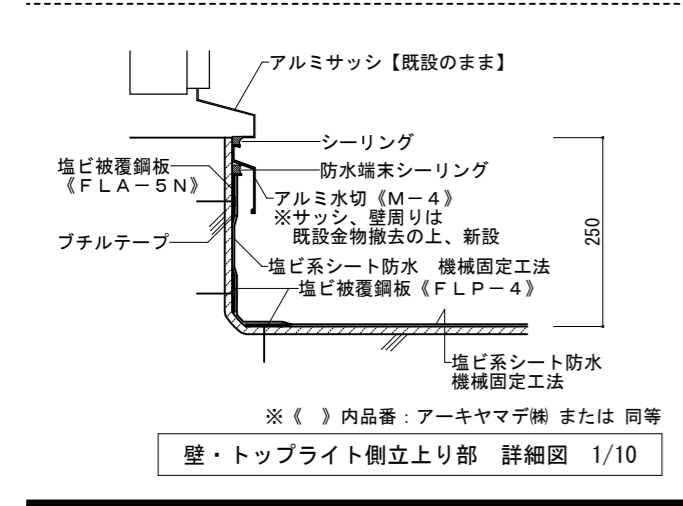 アルミサッシ【既設のまま】
シーリング
防水端末シーリング
塩ビ被覆鋼板
《FLA-5N》
アルミ水切《M-4》
※サッシ、壁周りは
既設金物撤去の上、新設
ブチルテープ
250
塩ビ系シート防水 機械固定工法
塩ビ被覆鋼板《FLP-4》
塩ビ系シート防水
機械固定工法
※《 》内品番：アーキヤマデ㈱ または 同等
壁・トップライト側立上り部 詳細図 1/10